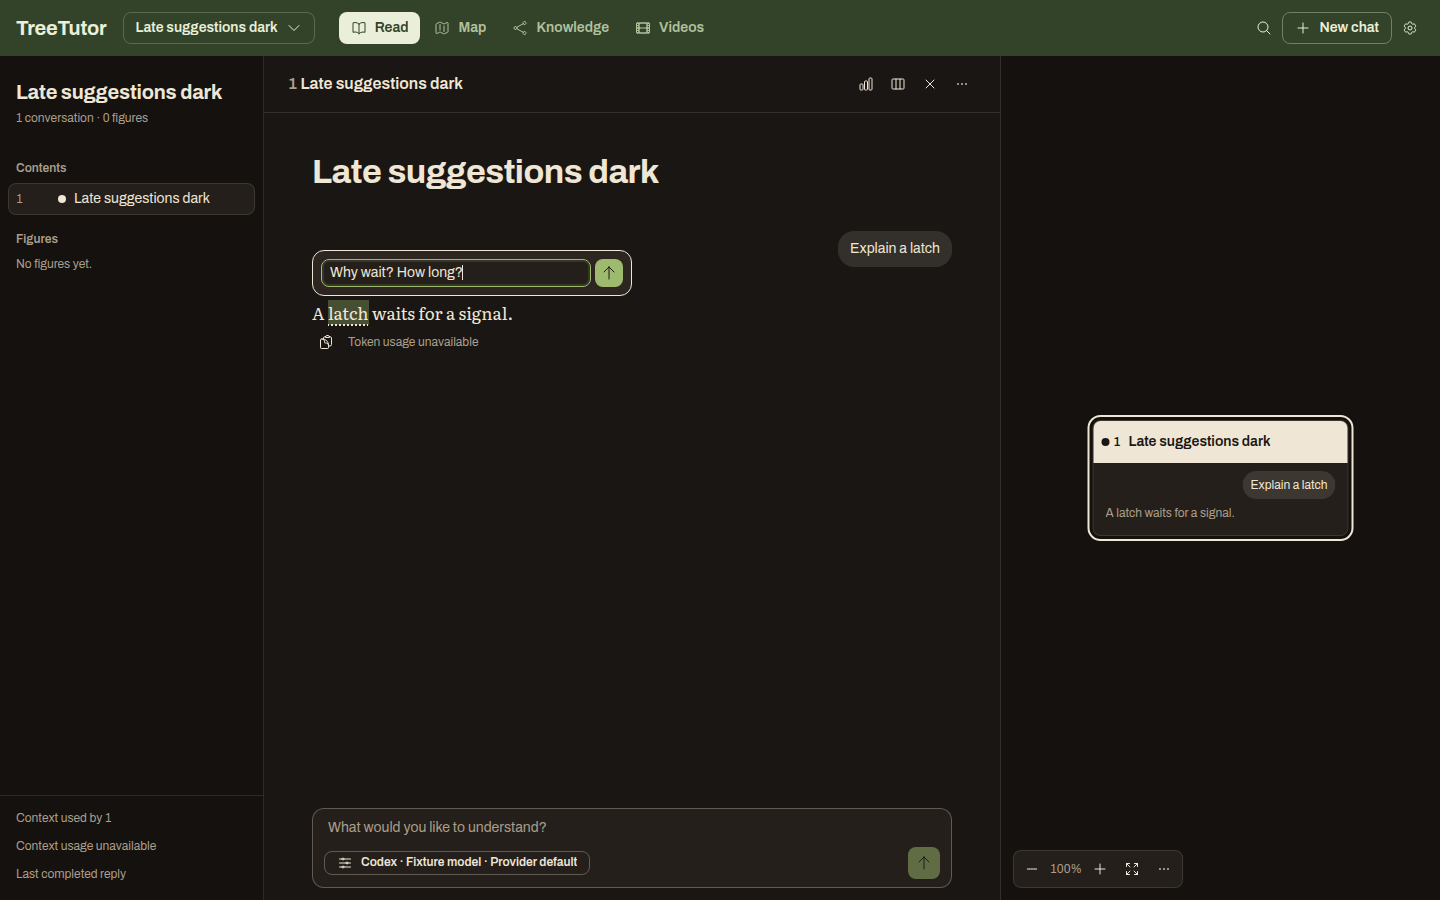 TreeTutor
Late suggestions dark
Read
Map
Knowledge
Videos
New chat
Late suggestions dark
1 conversation · 0 figures
Contents
1 Late suggestions dark
Figures
No figures yet.
Context used by 1
Context usage unavailable
Last completed reply
1 Late suggestions dark
Late suggestions dark
Explain a latch
Why wait? How long?
A latch waits for a signal.
Token usage unavailable
What would you like to understand?
Codex · Fixture model · Provider default
1 Late suggestions dark
Explain a latch
A latch waits for a signal.
100%